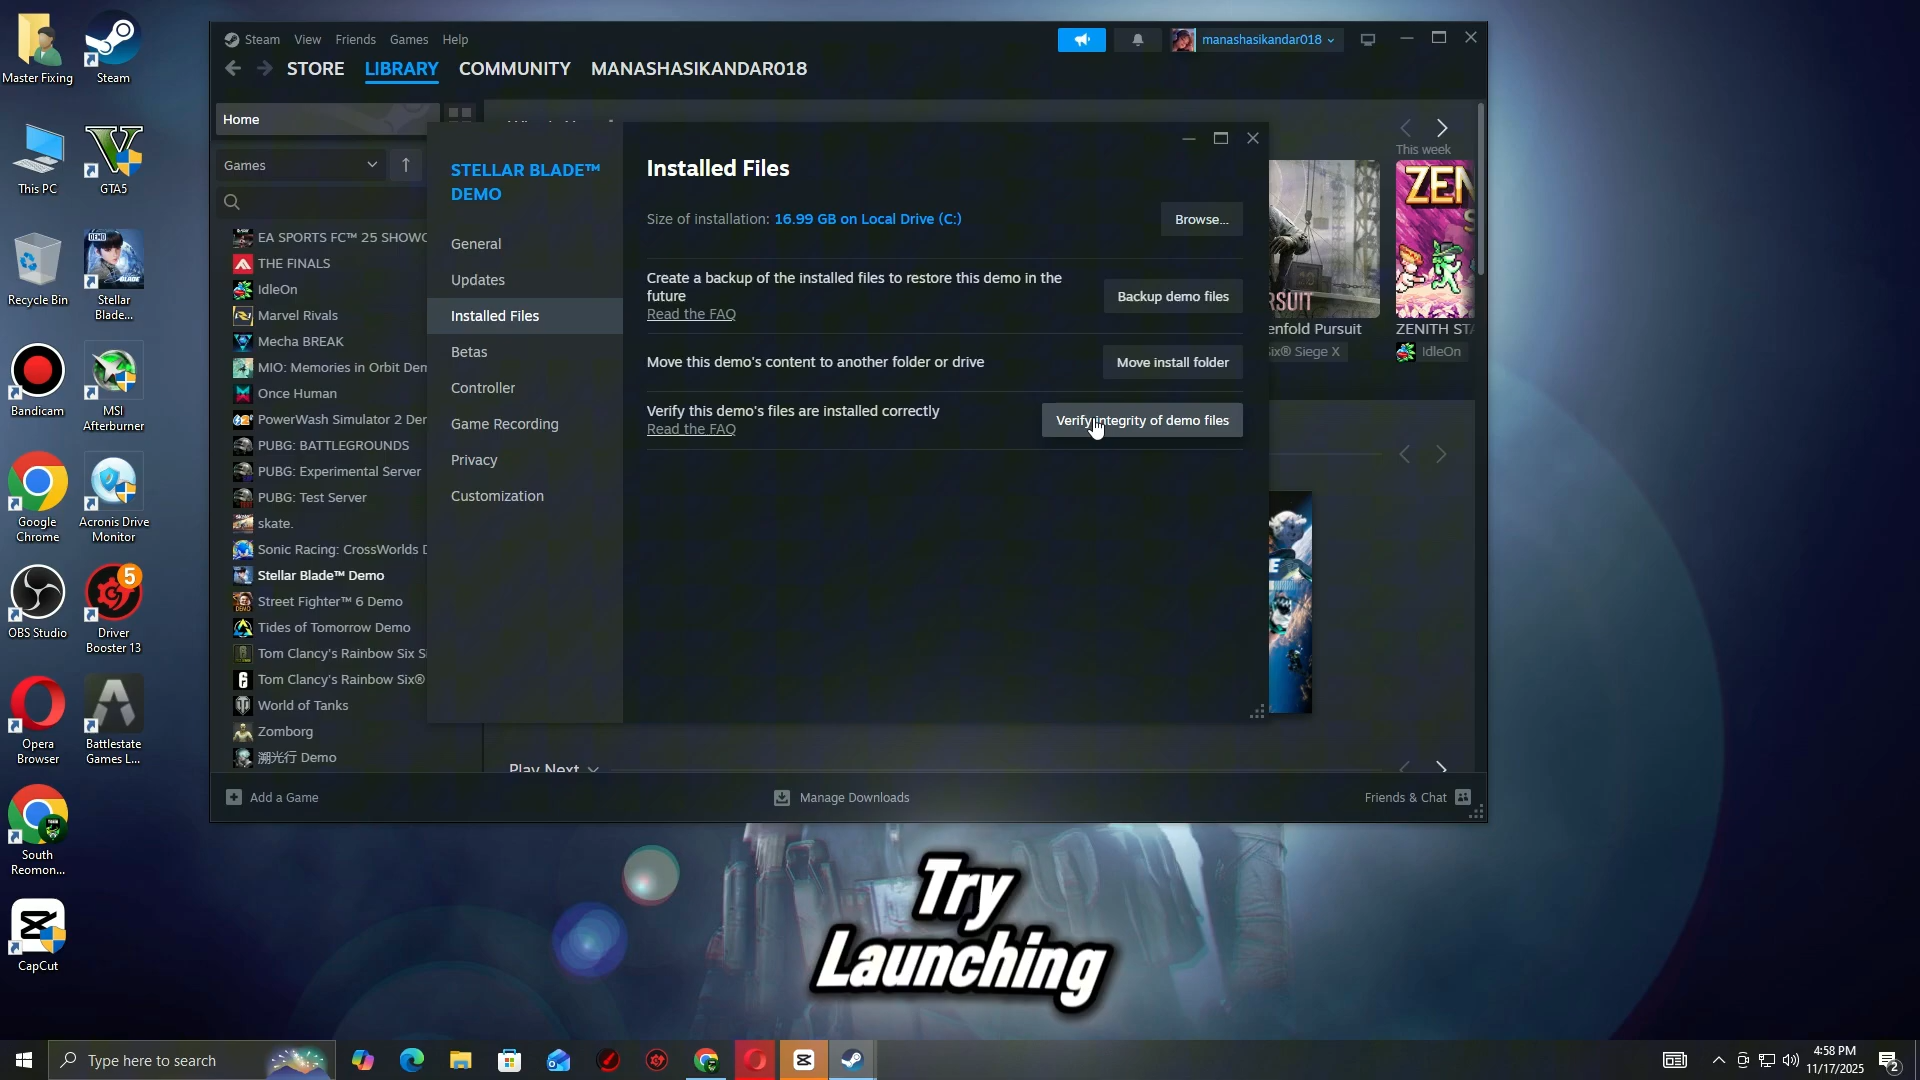 Master Fixing
Steam
This PC
GTA5
Recycle Bin
DEMO
Stellar
Blade...
Bandicam
MSI
Afterburner
Google
Chrome
Acronis Drive
Monitor
OBS Studio
5
Driver
Booster 13
Opera
Browser
Battlestate
Games L...
South
Reomon...
CapCut
Steam View Friends Games Help
manashasikandar018
STORE LIBRARY COMMUNITY MANASHASIKANDAR018
Home
Games
EA SPORTS FC™ 25 SHOWC
THE FINALS
IdleOn
Marvel Rivals
Mecha BREAK
MIO: Memories in Orbit Dem
Once Human
PowerWash Simulator 2 Der
PUBG: BATTLEGROUNDS
PUBG: Experimental Server
PUBG: Test Server
skate.
Sonic Racing: CrossWorlds D
Stellar Blade™ Demo
Street Fighter™ 6 Demo
Tides of Tomorrow Demo
Tom Clancy's Rainbow Six S
Tom Clancy's Rainbow Six®
World of Tanks
Zomborg
溯光行 Demo
STELLAR BLADE™
DEMO
General
Updates
Installed Files
Betas
Controller
Game Recording
Privacy
Customization
Installed Files
Size of installation: 16.99 GB on Local Drive (C:)
Browse...
Create a backup of the installed files to restore this demo in the
future
Read the FAQ
Backup demo files
Move this demo's content to another folder or drive
Move install folder
Verify this demo's files are installed correctly
Read the FAQ
Verify integrity of demo files
This week
ZEN
RSUIT
enfold Pursuit
ix® Siege X
ZENITH STA
IdleOn
Play Next
Add a Game
Manage Downloads
Friends & Chat
Try
Launching
Type here to search
4:58 PM
11/17/2025
2